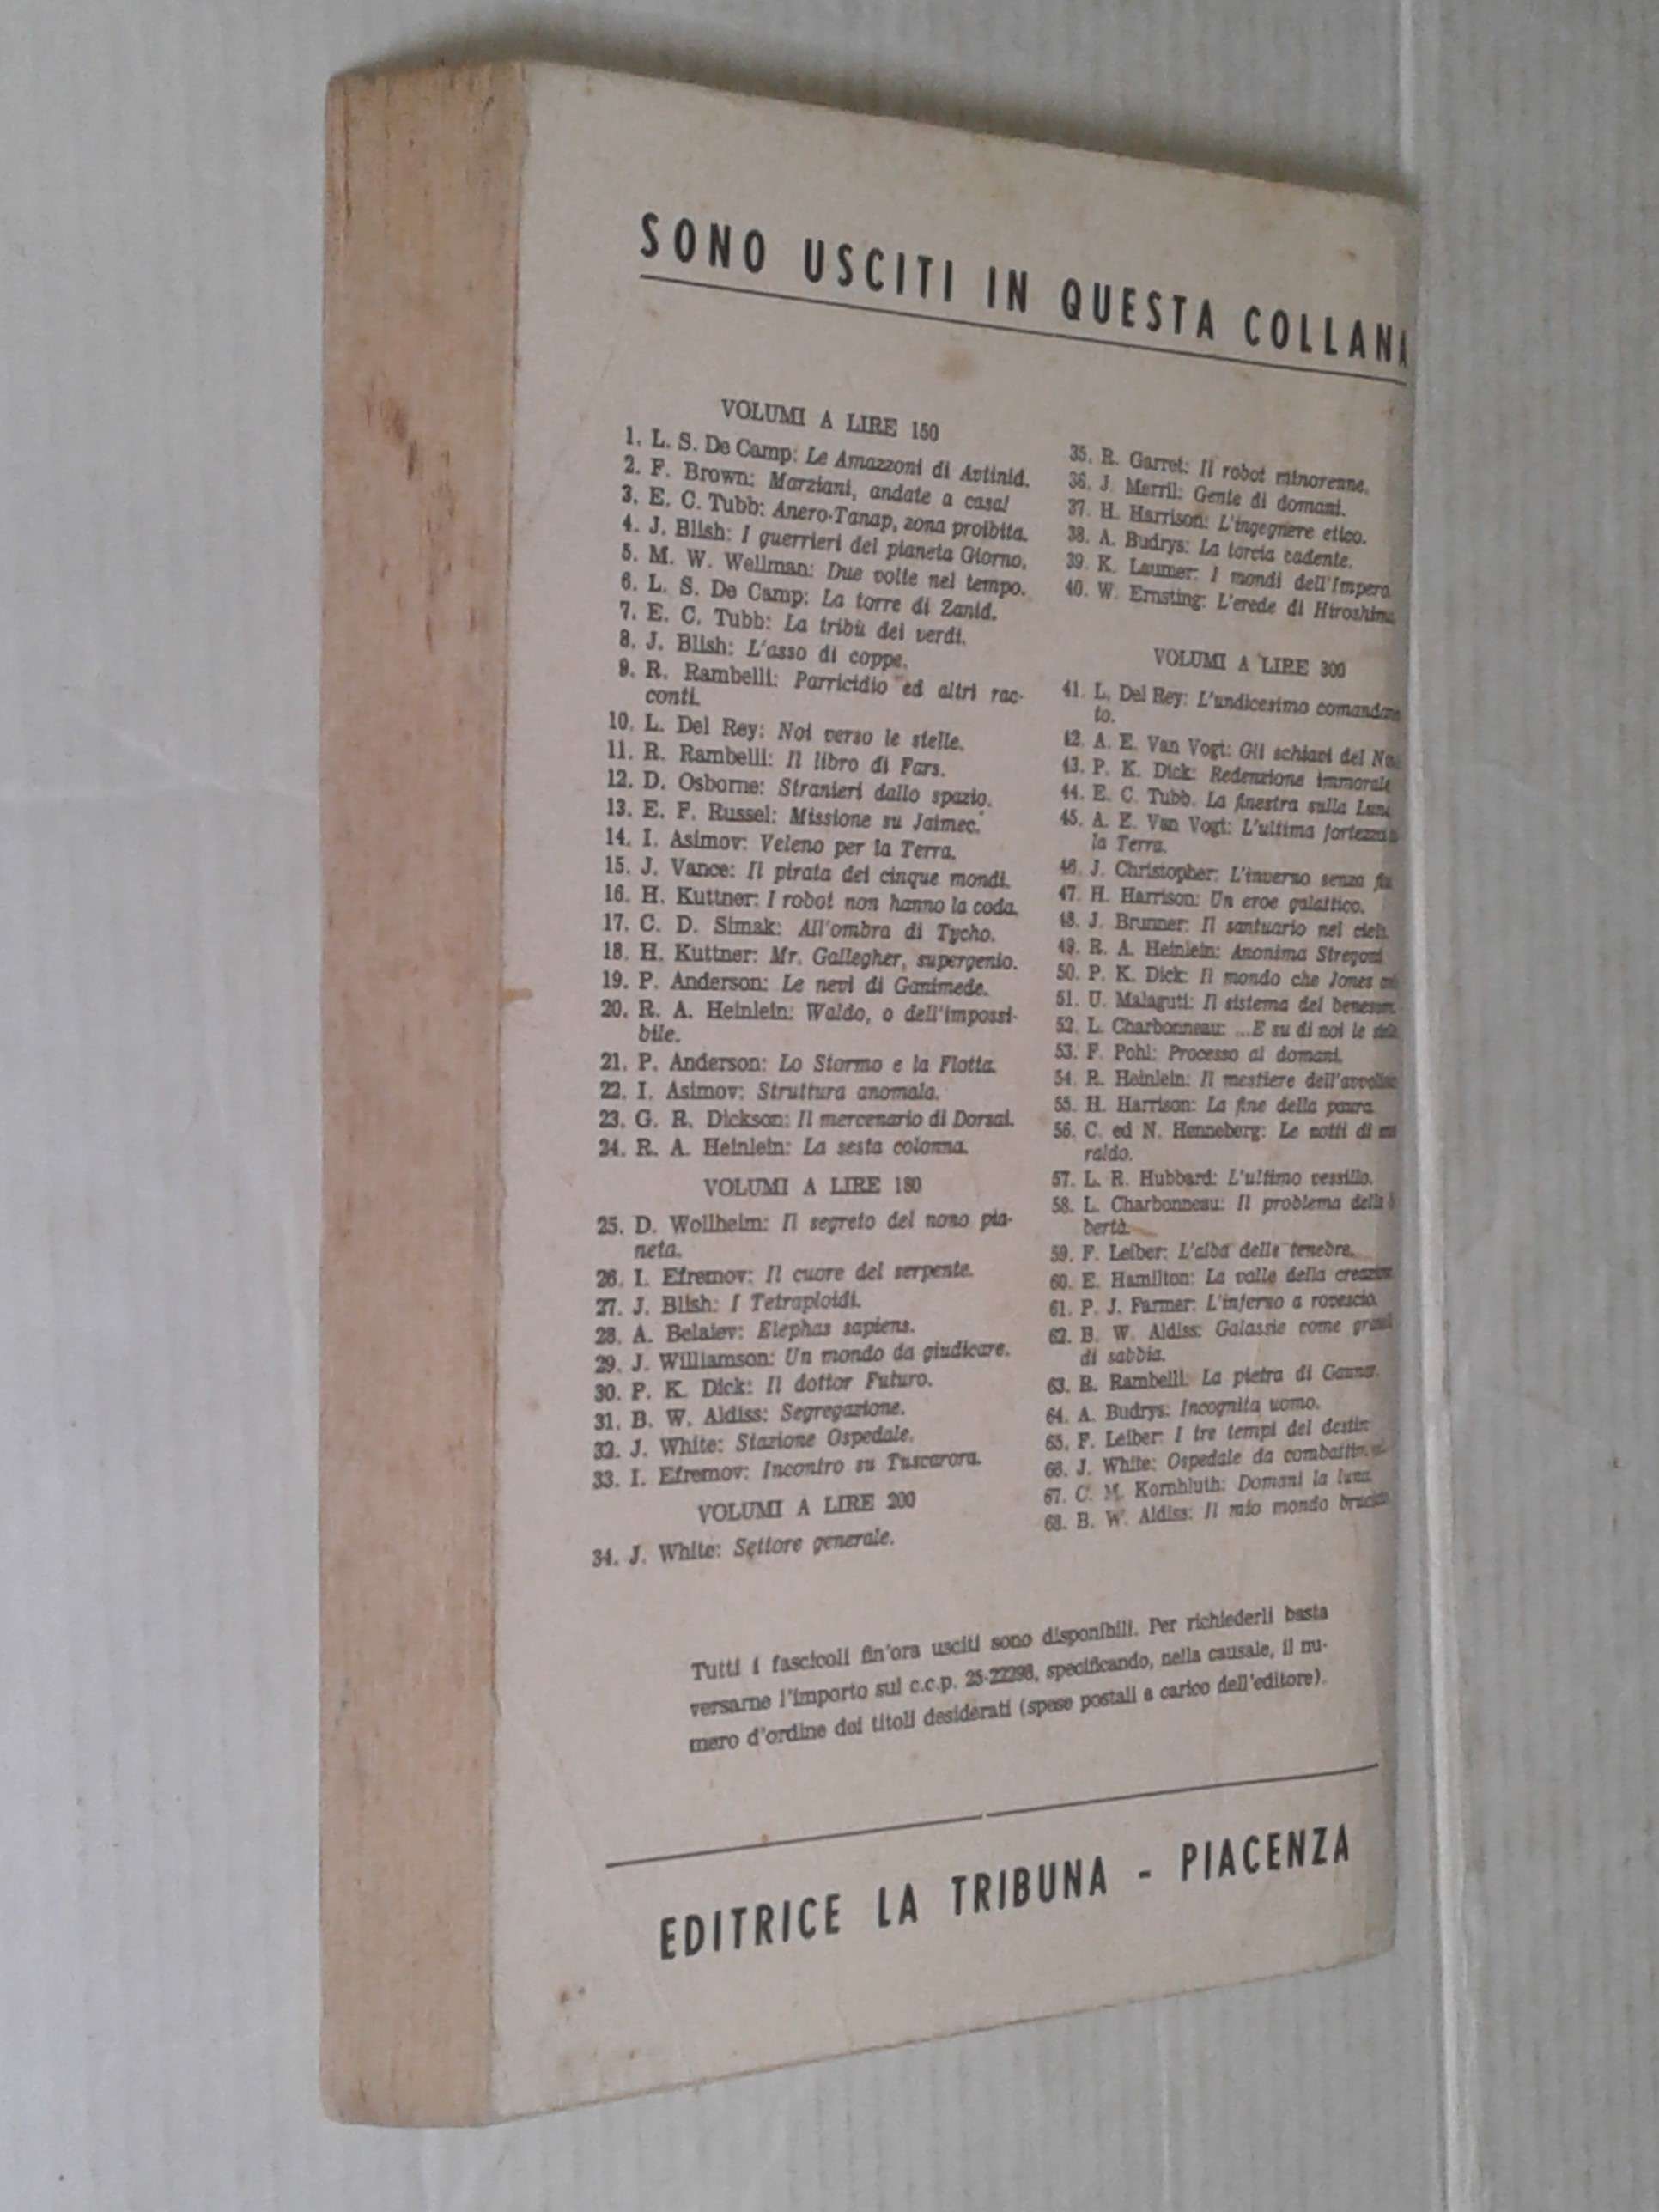 SONO USCITI IN QUESTA COLLANA
VOLUMI A LIRE 150
1. L. S. De Camp: Le Amazzoni di Avtinid.
2. F. Brown: Marziani, andate a casa!
3. E. C. Tubb: Anero-Tanap, zona proibita.
4. J. Blish: I guerrieri del pianeta Giorno.
5. M. W. Wellman: Due volte nel tempo.
6. L. S. De Camp: La torre di Zanid.
7. E. C. Tubb: La tribù dei verdi.
8. J. Blish: L'asso di coppe.
9. R. Rambelli: Parricidio ed altri rac-
conti.
10. L. Del Rey: Noi verso le stelle.
11. R. Rambelli: Il libro di Fars.
12. D. Osborne: Stranieri dallo spazio.
13. E. F. Russel: Missione su Jaimec.
14. I. Asimov: Veleno per la Terra.
15. J. Vance: Il pirata dei cinque mondi.
16. H. Kuttner: I robot non hanno la coda.
17. C. D. Simak: All'ombra di Tycho.
18. H. Kuttner: Mr. Gallegher, supergenio.
19. P. Anderson: Le nevi di Ganimede.
20. R. A. Heinlein: Waldo, o dell'impossi-
bile.
21. P. Anderson: Lo Stormo e la Flotta.
22. I. Asimov: Struttura anomala.
23. G. R. Dickson: Il mercenario di Dorsai.
24. R. A. Heinlein: La sesta colonna.
VOLUMI A LIRE 180
25. D. Wollheim: Il segreto del nono pia-
neta.
26. I. Efremov: Il cuore del serpente.
27. J. Blish: I Tetraploidi.
28. A. Belaiev: Elephas sapiens.
29. J. Williamson: Un mondo da giudicare.
30. P. K. Dick: Il dottor Futuro.
31. B. W. Aldiss: Segregazione.
32. J. White: Stazione Ospedale.
33. I. Efremov: Incontro su Tuscarora.
VOLUMI A LIRE 200
34. J. White: Settore generale.
35. R. Garret: Il robot minorenne.
36. J. Merril: Gente di domani.
37. H. Harrison: L'ingegnere etico.
38. A. Budrys: La torcia cadente.
39. K. Laumer: I mondi dell'Impero
40. W. Ernsting: L'erede di Hiroshima
VOLUMI A LIRE 300
41. L. Del Rey: L'undicesimo comandamen
to.
42. A. E. Van Vogt: Gli schiavi del
43. P. K. Dick: Redenzione immorale
44. E. C. Tubb. La finestra sulla Luna
45. A. E. Van Vogt: L'ultima fortezza
la Terra.
46. J. Christopher: L'inverno senza
47. H. Harrison: Un eroe galattico.
48. J. Brunner: Il santuario nel cielo.
49. R. A. Heinlein: Anonima Stregoni
50. P. K. Dick: Il mondo che Jones
51. U. Malaguti: Il sistema del
52. L. Charbonneau: ...E su di noi le
53. F. Pohl: Processo al domani.
54. R. Heinlein: Il mestiere
55. H. Harrison: La fine della paura
56. C. ed N. Henneberg: Le notti di
raldo.
57. L. R. Hubbard: L'ultimo vessillo.
58. L. Charbonneau: Il problema della
bertà.
59. F. Leiber: L'alba delle tenebre.
60. E. Hamilton: La valle della
61. P. J. Farmer: L'inferno a rovescio.
62. B. W. Aldiss: Galassie come
di sabbia.
63. R. Rambelli: La pietra di
64. A. Budrys: Incognita uomo.
65. F. Leiber: I tre tempi del
66. J. White: Ospedale da
67. C. M. Kornbluth: Domani la luna
68. B. W. Aldiss: Il mio mondo
Tutti i fascicoli fin'ora usciti sono disponibili. Per richiederli basta
versarne l'importo sul c.c.p. 25-22298, specificando, nella causale, il nu-
mero d'ordine dei titoli desiderati (spese postali a carico dell'editore).
EDITRICE LA TRIBUNA - PIACENZA